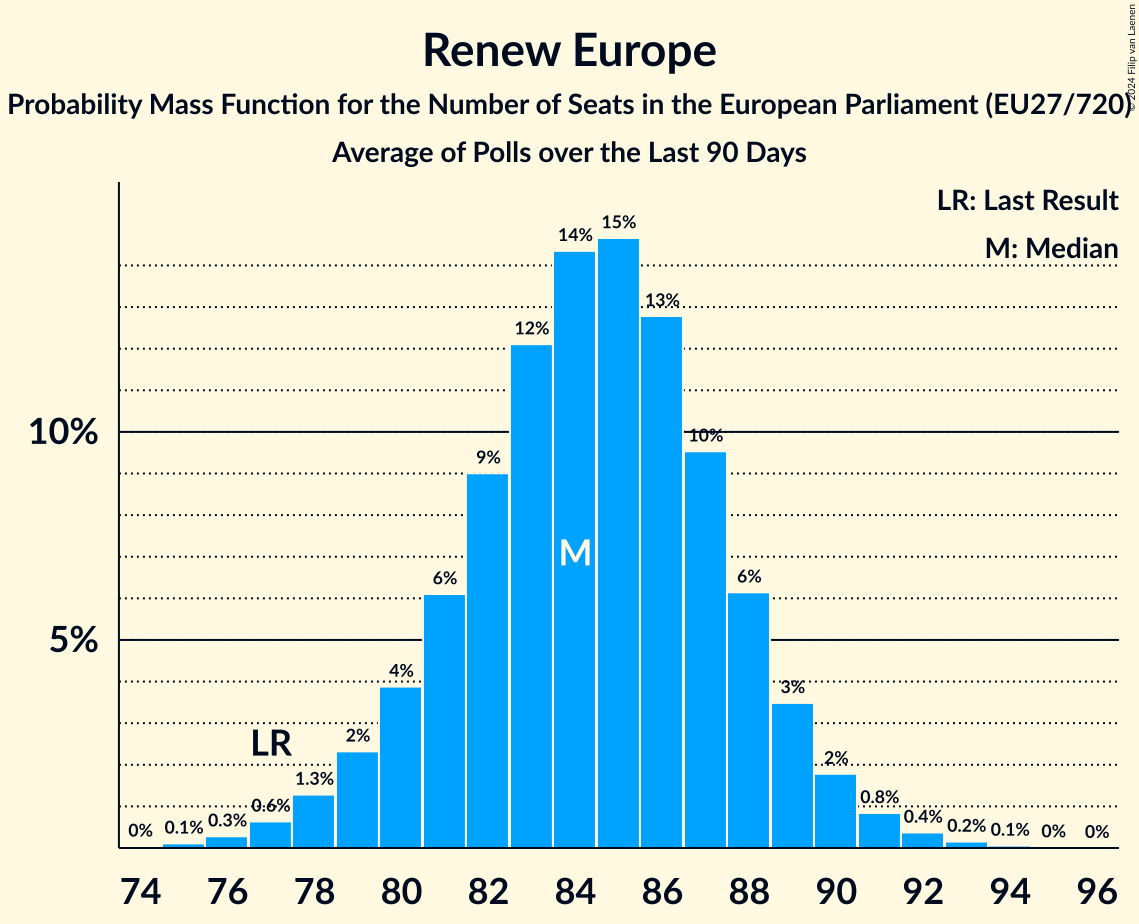 Renew Europe
Probability Mass Function for the Number of Seats in the European Parliament (EU27/720)
Average of Polls over the Last 90 Days
© 2024 Filip van Laenen
LR: Last Result
M: Median
10%
5%
0%
0.1%
0.3%
0.6%
1.3%
2%
4%
6%
9%
12%
14%
15%
13%
10%
6%
3%
2%
0.8%
0.4%
0.2%
0.1%
0%
0%
LR
M
74 76 78 80 82 84 86 88 90 92 94 96